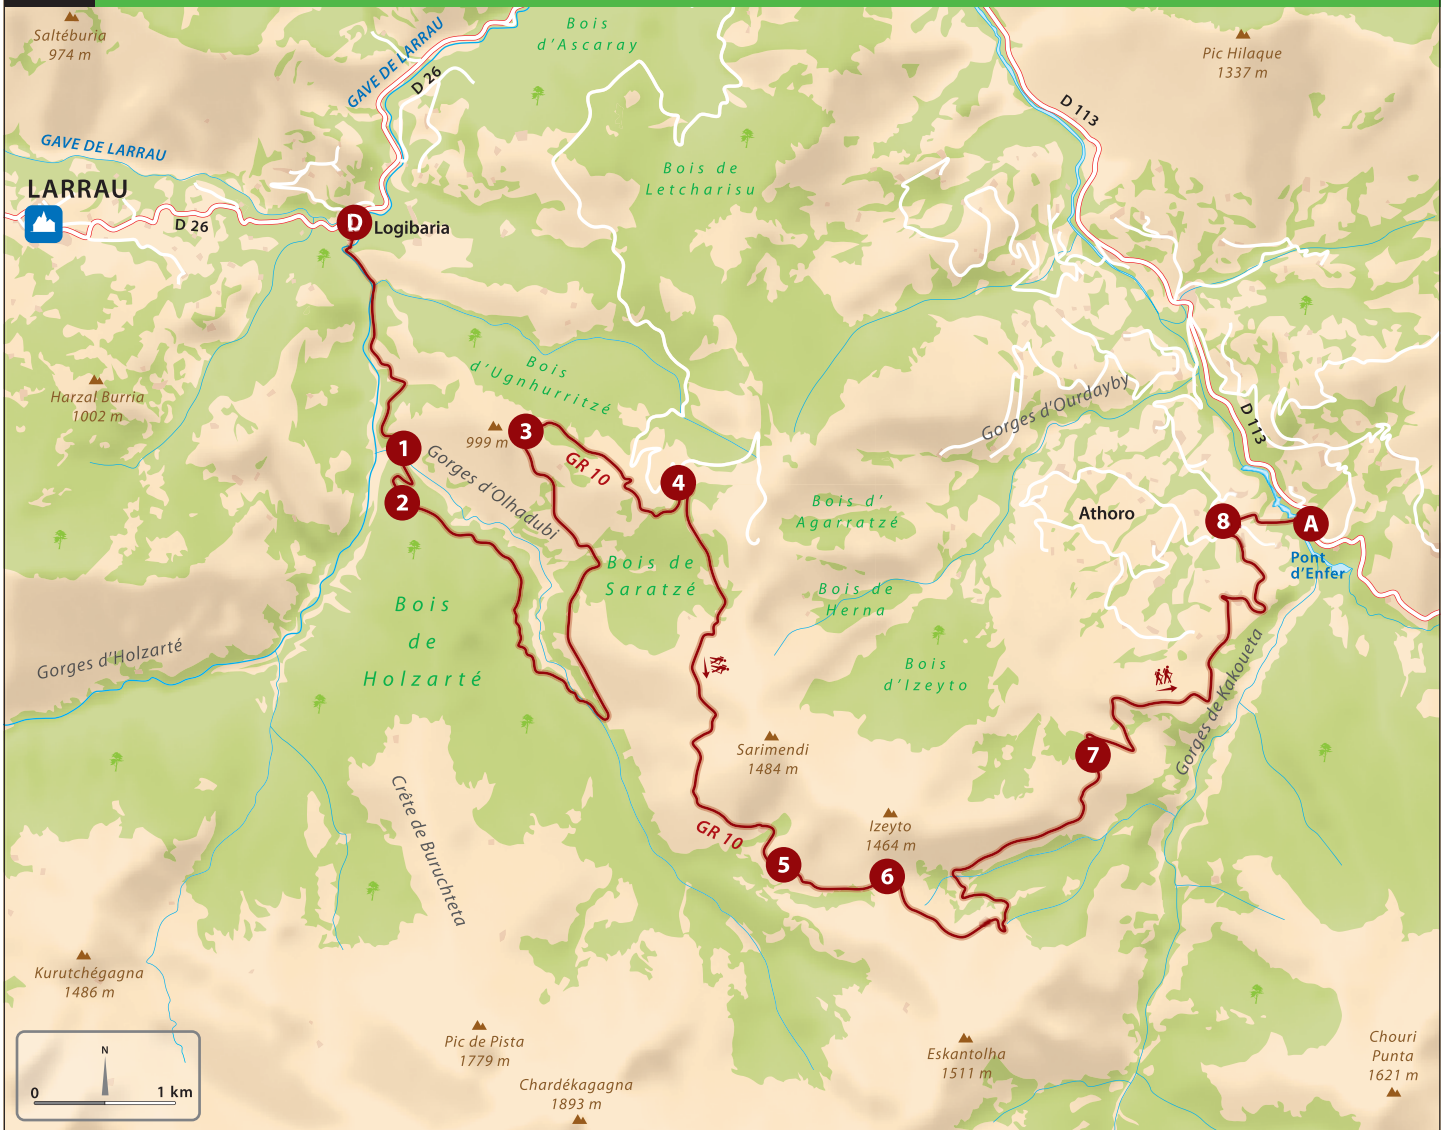 Saltéburia
974 m
GAVE DE LARRAU
D 26
Bois
d'Ascaray
D 113
Pic Hilaque
1337 m
GAVE DE LARRAU
LARRAU
D 26
D
Logibaria
Bois de
Letcharisu
Harzal Burria
1002 m
Bois
d'Ugnhurritzé
999 m
3
GR 10
4
1
2
Gorges d'Olhadubi
Gorges d'Ourdayby
D 113
Bois d'
Agarratzé
Athoro
8
A
Pont
d'Enfer
Bois de
Saratzé
Bois de
Herna
Bois
de
Holzarté
Gorges d'Holzarté
Bois
d'Izeyto
Gorges de Kakoueta
Sarimendi
1484 m
7
Crête de Buruchteta
GR 10
Izeyto
1464 m
5
6
Kurutchégagna
1486 m
Pic de Pista
1779 m
Chardékagagna
1893 m
Eskantolha
1511 m
Chouri
Punta
1621 m
N
0
1 km